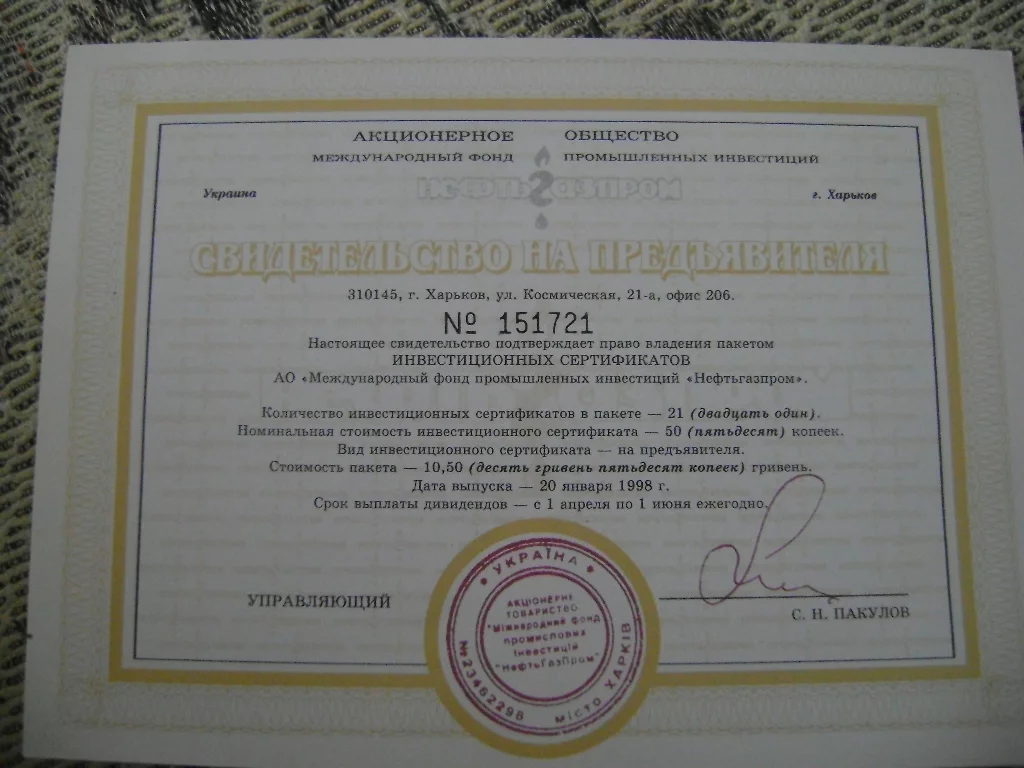 АКЦИОНЕРНОЕ ОБЩЕСТВО
МЕЖДУНАРОДНЫЙ ФОНД ПРОМЫШЛЕННЫХ ИНВЕСТИЦИЙ
НЕФТЬГАЗПРОМ
Украина г. Харьков
СВИДЕТЕЛЬСТВО НА ПРЕДЪЯВИТЕЛЯ
310145, г. Харьков, ул. Космическая, 21-а, офис 206.
№ 151721
Настоящее свидетельство подтверждает право владения пакетом
ИНВЕСТИЦИОННЫХ СЕРТИФИКАТОВ
АО «Международный фонд промышленных инвестиций «Нефтьгазпром».
Количество инвестиционных сертификатов в пакете — 21 (двадцать один).
Номинальная стоимость инвестиционного сертификата — 50 (пятьдесят) копеек.
Вид инвестиционного сертификата — на предъявителя.
Стоимость пакета — 10,50 (десять гривень пятьдесят копеек) гривень.
Дата выпуска — 20 января 1998 г.
Срок выплаты дивидендов — с 1 апреля по 1 июня ежегодно.
УПРАВЛЯЮЩИЙ
С. Н. ПАКУЛОВ
УКРАЇНА
АКЦІОНЕРНЕ
ТОВАРИСТВО
"Міжнародний фонд
промислових
інвестицій
"НефтьГазПром"
№23462298
МІСТО ХАРКІВ